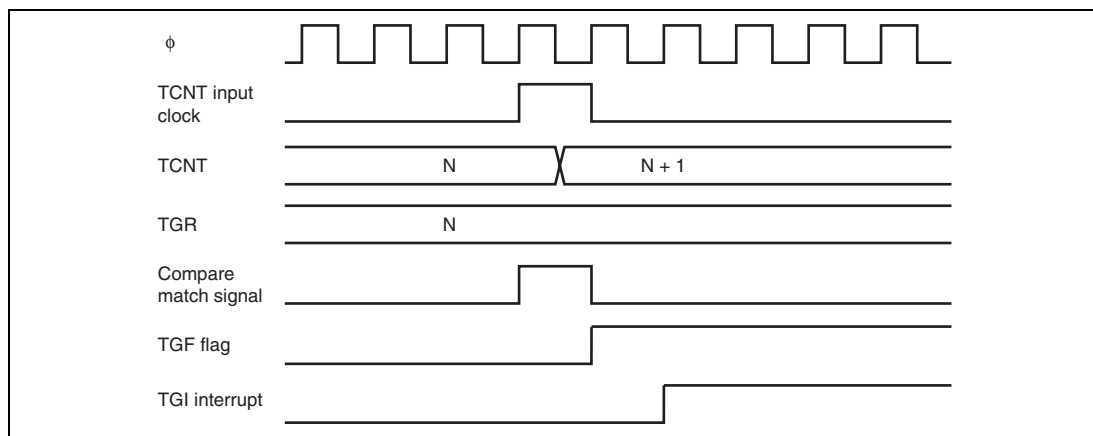 φ
TCNT input
clock
TCNT
N
N + 1
TGR
N
Compare
match signal
TGF flag
TGI interrupt